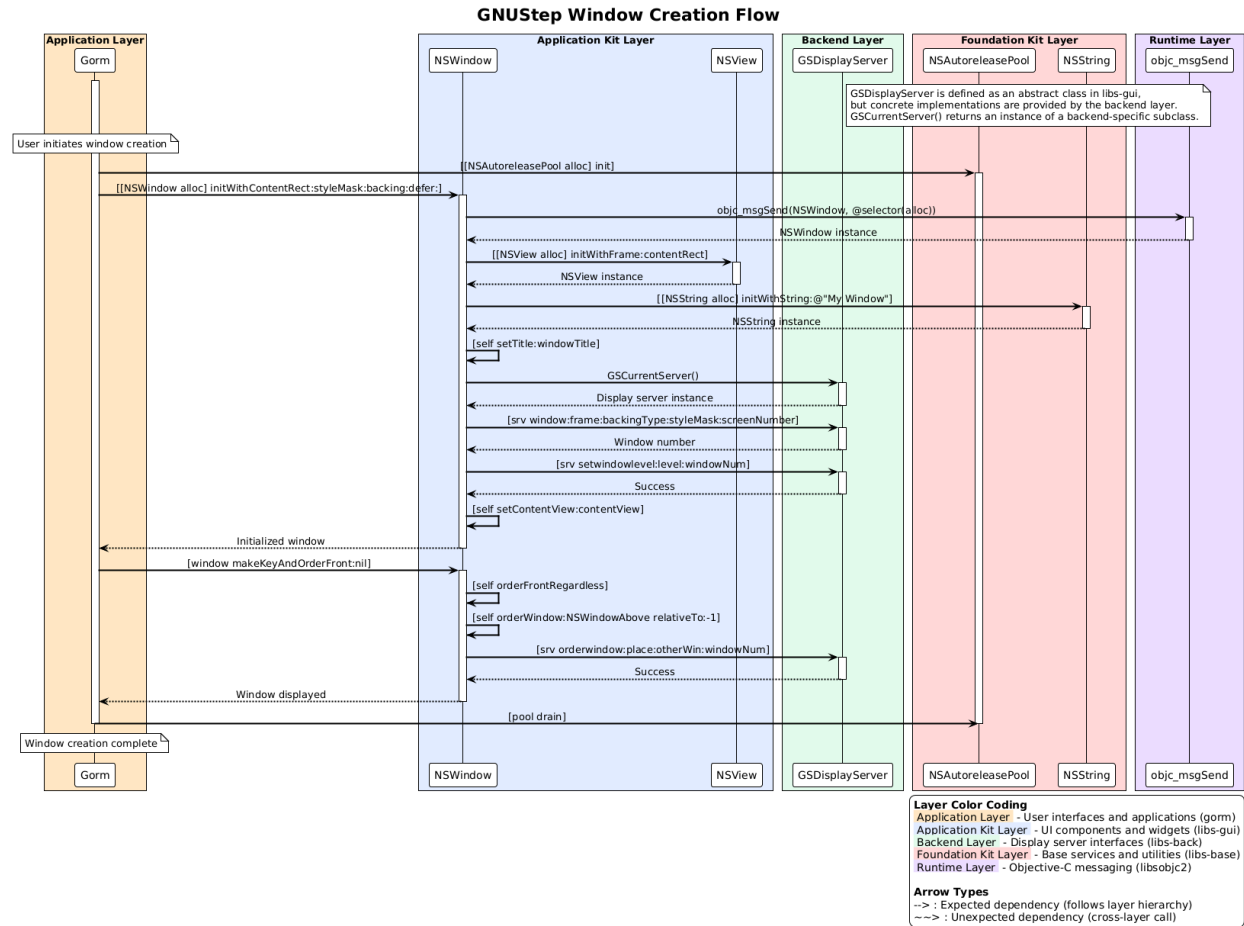 GNUStep Window Creation Flow
Application Layer
Application Kit Layer
Backend Layer
Foundation Kit Layer
Runtime Layer
Gorm
NSWindow
NSView
GSDisplayServer
NSAutoreleasePool
NSString
objc_msgSend
GSDisplayServer is defined as an abstract class in libs-gui,
but concrete implementations are provided by the backend layer.
GSCurrentServer() returns an instance of a backend-specific subclass.
User initiates window creation
[[NSAutoreleasePool alloc] init]
[[NSWindow alloc] initWithContentRect:styleMask:backing:defer:]
objc_msgSend(NSWindow, @selector(alloc))
NSWindow instance
[[NSView alloc] initWithFrame:contentRect]
NSView instance
[[NSString alloc] initWithString:@"My Window"]
NSString instance
[self setTitle:windowTitle]
GSCurrentServer()
Display server instance
[srv window:frame:backingType:styleMask:screenNumber]
Window number
[srv setwindowlevel:level:windowNum]
Success
[self setContentView:contentView]
Initialized window
[window makeKeyAndOrderFront:nil]
[self orderFrontRegardless]
[self orderWindow:NSWindowAbove relativeTo:-1]
[srv orderwindow:place:otherWin:windowNum]
Success
Window displayed
[pool drain]
Window creation complete
Gorm
NSWindow
NSView
GSDisplayServer
NSAutoreleasePool
NSString
objc_msgSend
Layer Color Coding
Application Layer - User interfaces and applications (gorm)
Application Kit Layer - UI components and widgets (libs-gui)
Backend Layer - Display server interfaces (libs-back)
Foundation Kit Layer - Base services and utilities (libs-base)
Runtime Layer - Objective-C messaging (libsobjc2)
Arrow Types
--> : Expected dependency (follows layer hierarchy)
~~> : Unexpected dependency (cross-layer call)